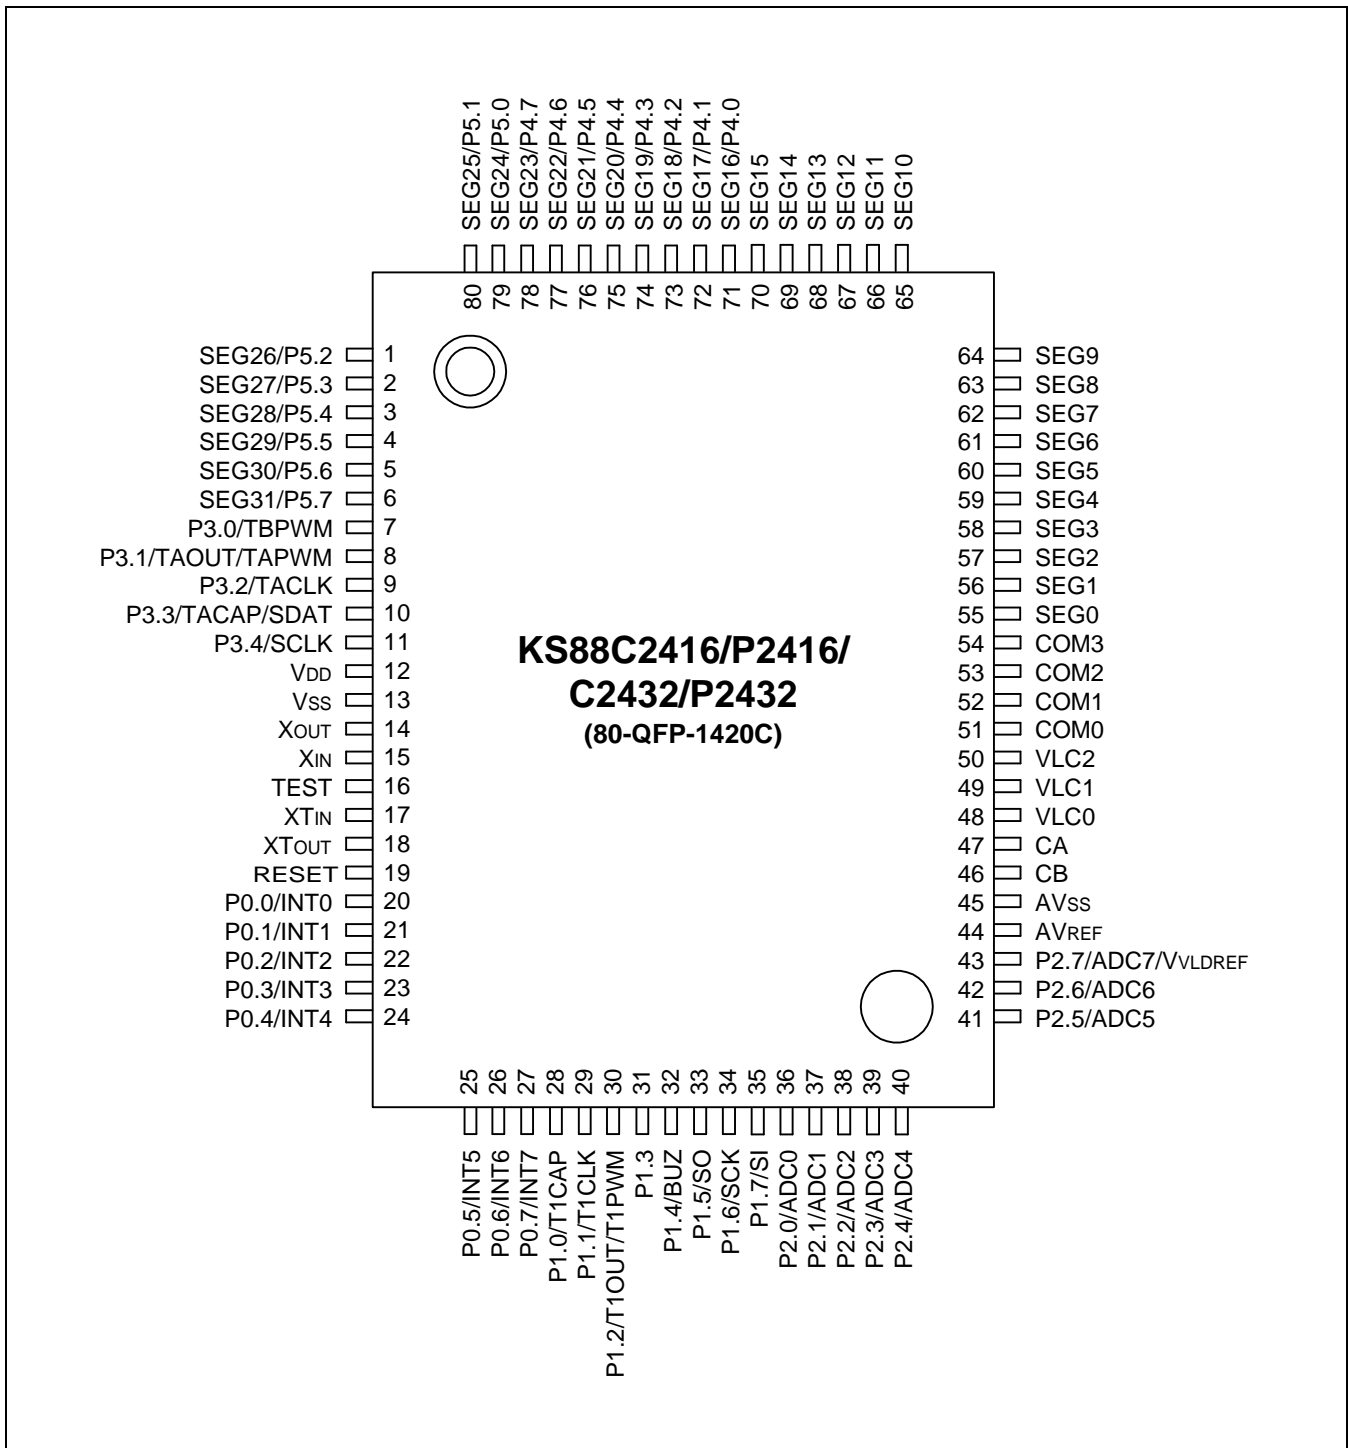 SEG25/P5.1
SEG24/P5.0
SEG23/P4.7
SEG22/P4.6
SEG21/P4.5
SEG20/P4.4
SEG19/P4.3
SEG18/P4.2
SEG17/P4.1
SEG16/P4.0
SEG15
SEG14
SEG13
SEG12
SEG11
SEG10
80
79
78
77
76
75
74
73
72
71
70
69
68
67
66
65
SEG26/P5.2 1
SEG27/P5.3 2
SEG28/P5.4 3
SEG29/P5.5 4
SEG30/P5.6 5
SEG31/P5.7 6
P3.0/TBPWM 7
P3.1/TAOUT/TAPWM 8
P3.2/TACLK 9
P3.3/TACAP/SDAT 10
P3.4/SCLK 11
VDD 12
VSS 13
XOUT 14
XIN 15
TEST 16
XTIN 17
XTOUT 18
RESET 19
P0.0/INT0 20
P0.1/INT1 21
P0.2/INT2 22
P0.3/INT3 23
P0.4/INT4 24
KS88C2416/P2416/
C2432/P2432
(80-QFP-1420C)
64 SEG9
63 SEG8
62 SEG7
61 SEG6
60 SEG5
59 SEG4
58 SEG3
57 SEG2
56 SEG1
55 SEG0
54 COM3
53 COM2
52 COM1
51 COM0
50 VLC2
49 VLC1
48 VLC0
47 CA
46 CB
45 AVSS
44 AVREF
43 P2.7/ADC7/VVLDREF
42 P2.6/ADC6
41 P2.5/ADC5
25
26
27
28
29
30
31
32
33
34
35
36
37
38
39
40
P0.5/INT5
P0.6/INT6
P0.7/INT7
P1.0/T1CAP
P1.1/T1CLK
P1.2/T1OUT/T1PWM
P1.3
P1.4/BUZ
P1.5/SO
P1.6/SCK
P1.7/SI
P2.0/ADC0
P2.1/ADC1
P2.2/ADC2
P2.3/ADC3
P2.4/ADC4